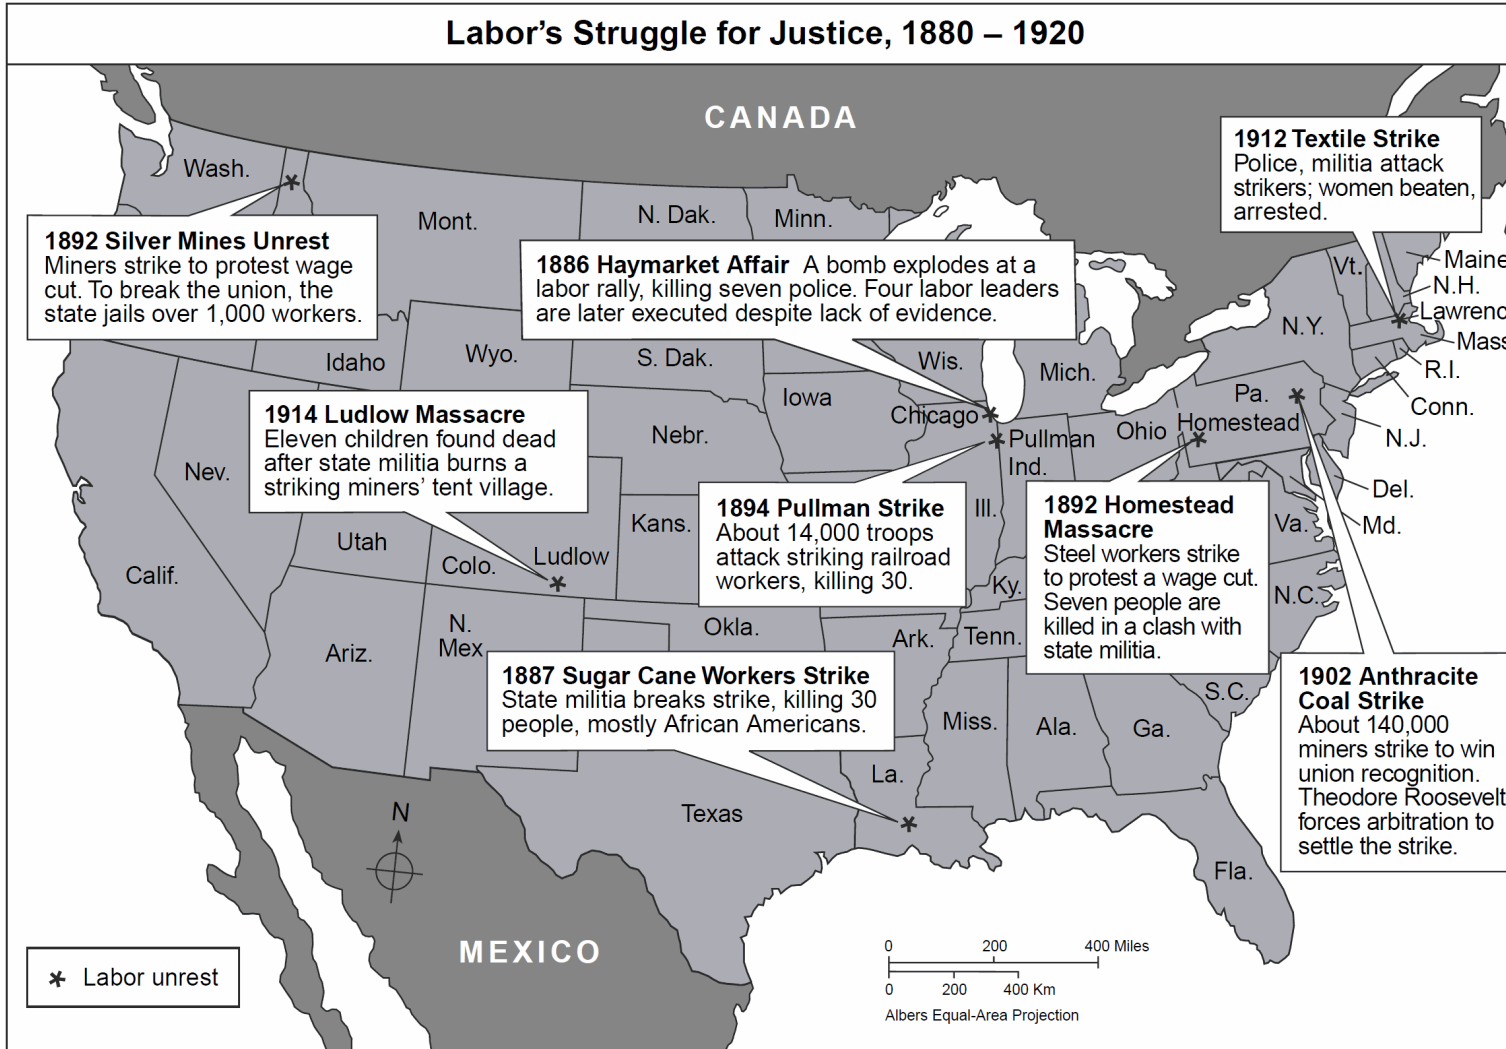 Labor’s Struggle for Justice, 1880 – 1920
CANADA
1912 Textile Strike
Police, militia attack
strikers; women beaten,
arrested.
Wash.
Mont.
N. Dak.
Minn.
1892 Silver Mines Unrest
Miners strike to protest wage
cut. To break the union, the
state jails over 1,000 workers.
1886 Haymarket Affair A bomb explodes at a
labor rally, killing seven police. Four labor leaders
are later executed despite lack of evidence.
Vt.
Maine
N.H.
Lawrenc
Mass
R.I.
Conn.
N.J.
Del.
Md.
N.Y.
Idaho
Wyo.
S. Dak.
Wis.
Mich.
Iowa
Chicago
Pa.
Homestead
Ohio
Pullman
Ind.
1914 Ludlow Massacre
Eleven children found dead
after state militia burns a
striking miners’ tent village.
Nebr.
Nev.
1894 Pullman Strike
About 14,000 troops
attack striking railroad
workers, killing 30.
Ill.
1892 Homestead
Massacre
Steel workers strike
to protest a wage cut.
Seven people are
killed in a clash with
state militia.
Va.
Kans.
Utah
Colo.
Ludlow
Calif.
Ky.
N.C.
N.
Mex
Ariz.
Okla.
Ark.
Tenn.
1887 Sugar Cane Workers Strike
State militia breaks strike, killing 30
people, mostly African Americans.
S.C.
1902 Anthracite
Coal Strike
About 140,000
miners strike to win
union recognition.
Theodore Roosevelt
forces arbitration to
settle the strike.
Miss.
Ala.
Ga.
La.
Texas
Fla.
N
MEXICO
Labor unrest
0 200 400 Miles
0 200 400 Km
Albers Equal-Area Projection